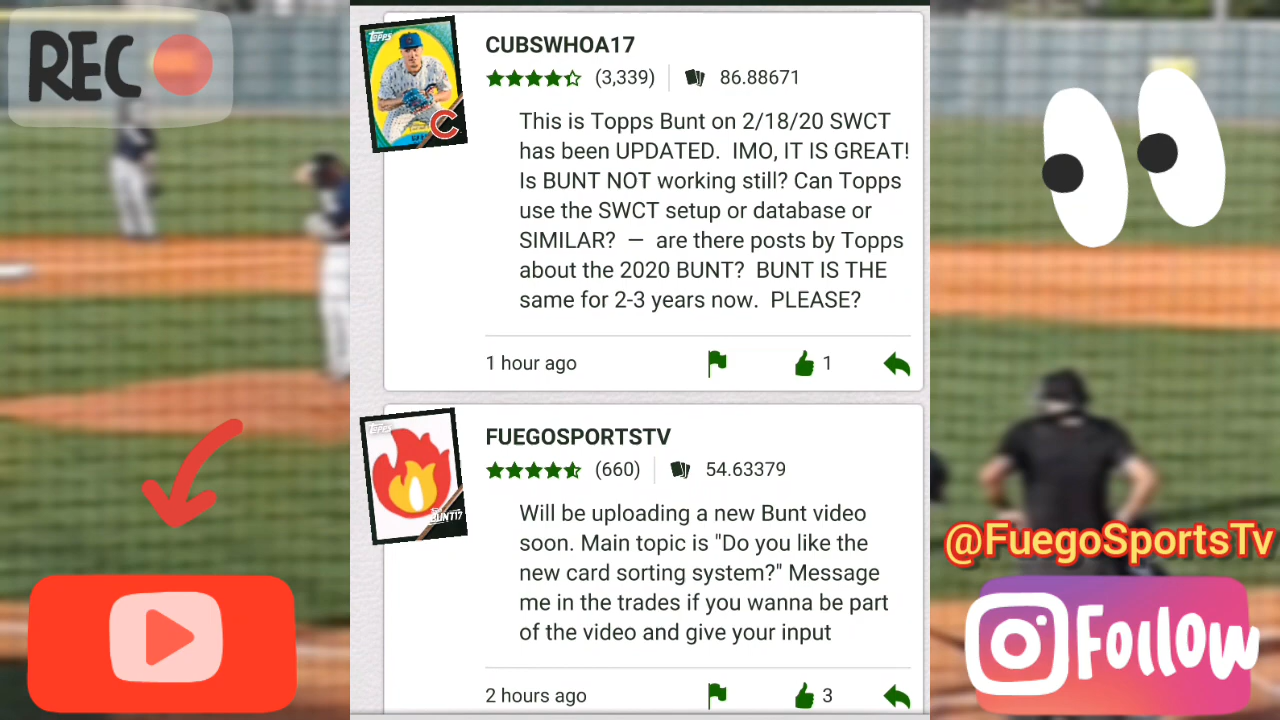 REC
TOPPS
C
CUBSWHOA17
(3,339) 86.88671
This is Topps Bunt on 2/18/20 SWCT
has been UPDATED. IMO, IT IS GREAT!
Is BUNT NOT working still? Can Topps
use the SWCT setup or database or
SIMILAR? — are there posts by Topps
about the 2020 BUNT? BUNT IS THE
same for 2-3 years now. PLEASE?
1 hour ago 1
TOPPS
BUNT17
FUEGOSPORTSTV
(660) 54.63379
Will be uploading a new Bunt video
soon. Main topic is "Do you like the
new card sorting system?" Message
me in the trades if you wanna be part
of the video and give your input
2 hours ago 3
@FuegoSportsTv
Follow